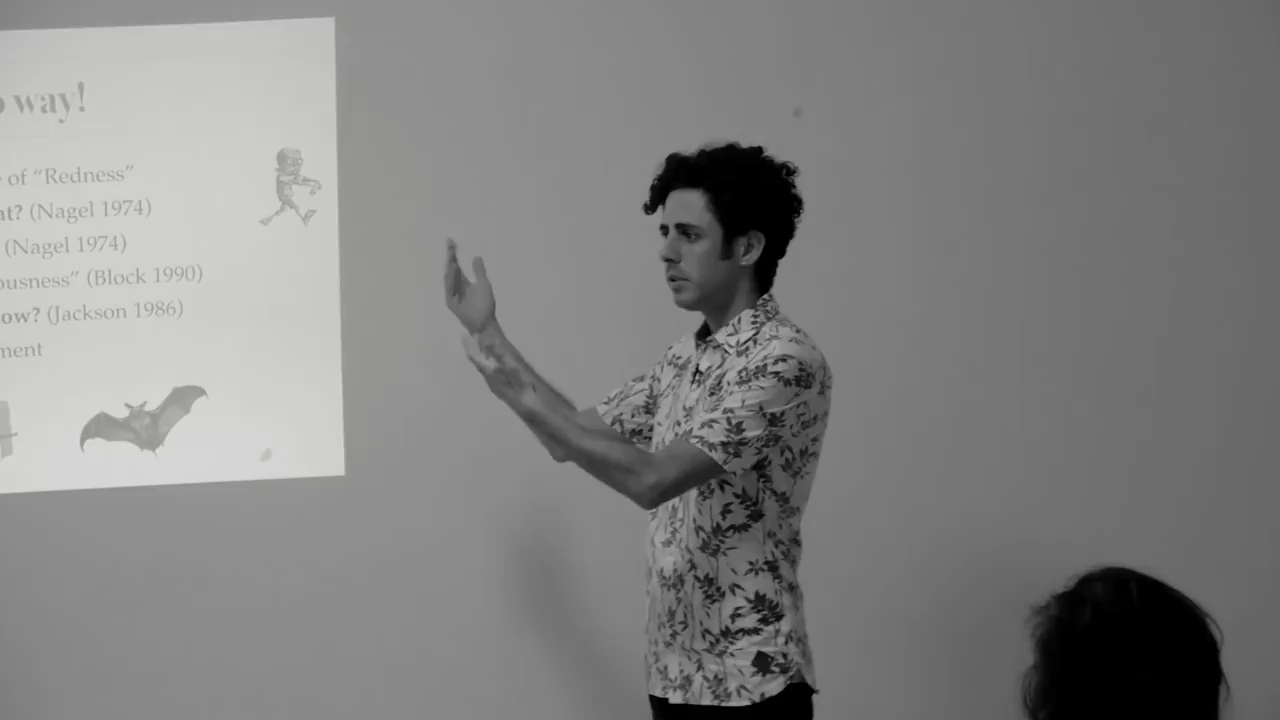 way!
of “Redness”
at? (Nagel 1974)
(Nagel 1974)
ousness” (Block 1990)
ow? (Jackson 1986)
ment